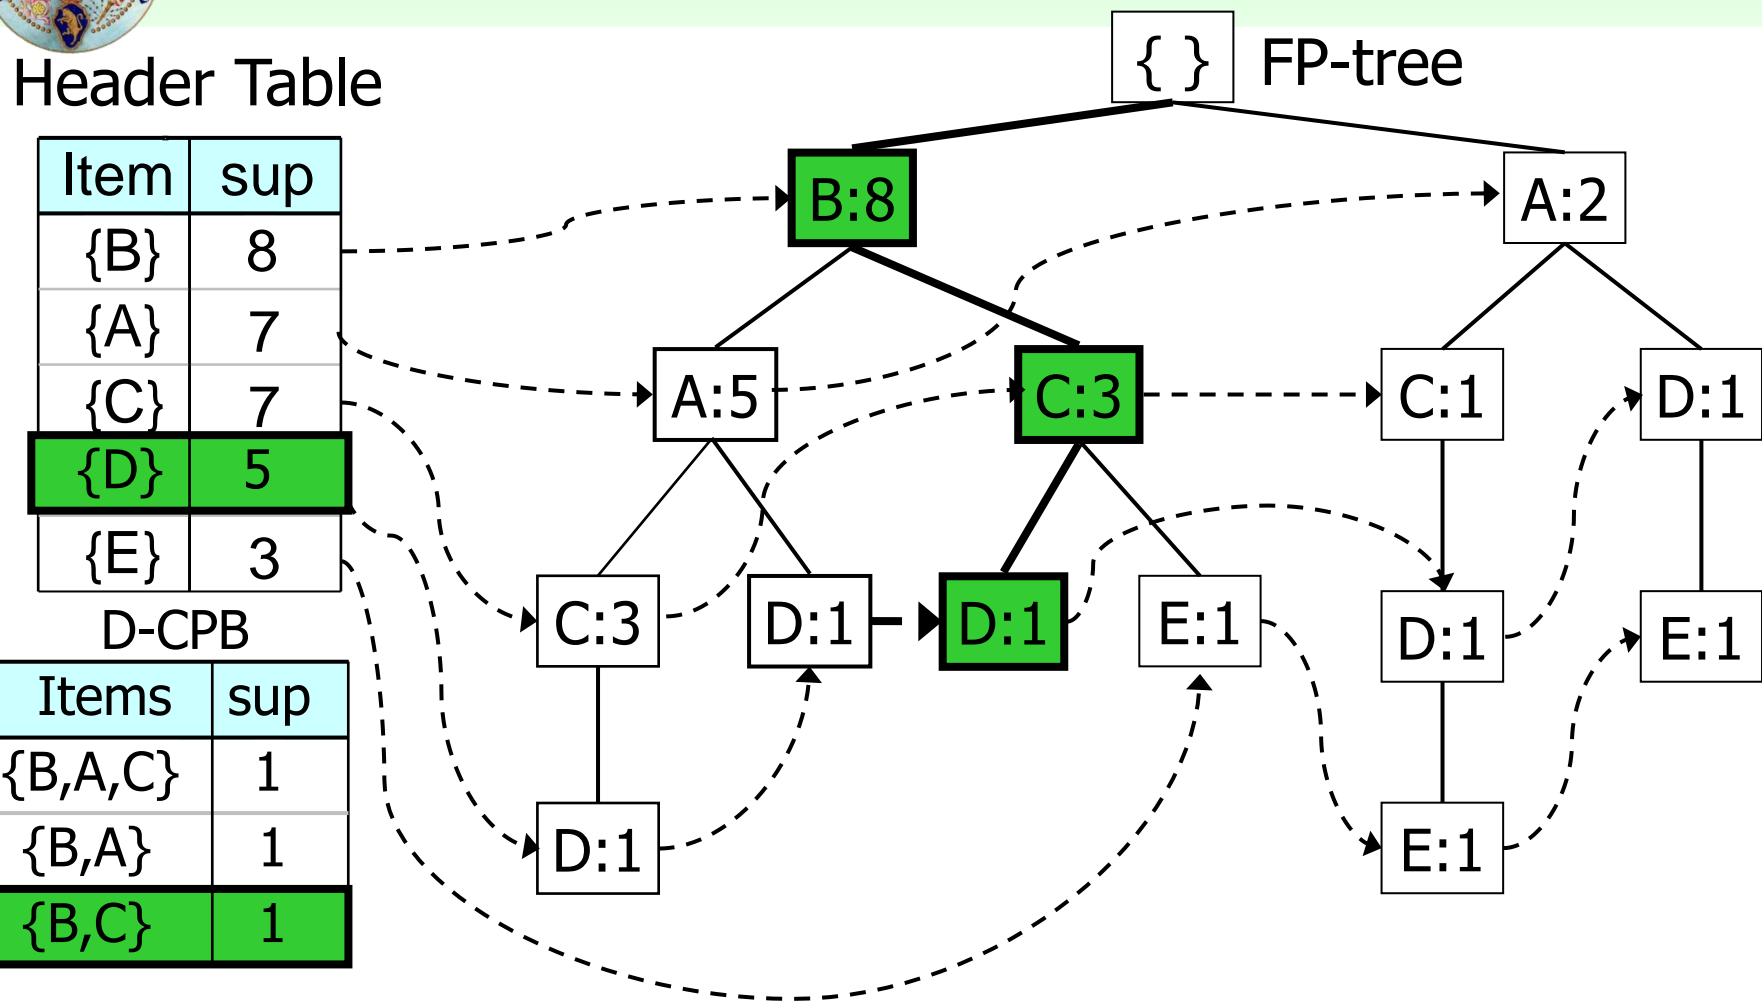 { } FP-tree
Header Table
Item sup
{B} 8
{A} 7
{C} 7
{D} 5
{E} 3
D-CPB
Items sup
{B,A,C} 1
{B,A} 1
{B,C} 1
B:8 A:2
A:5 C:3 C:1 D:1
C:3 D:1 D:1 E:1 D:1 E:1
D:1 E:1